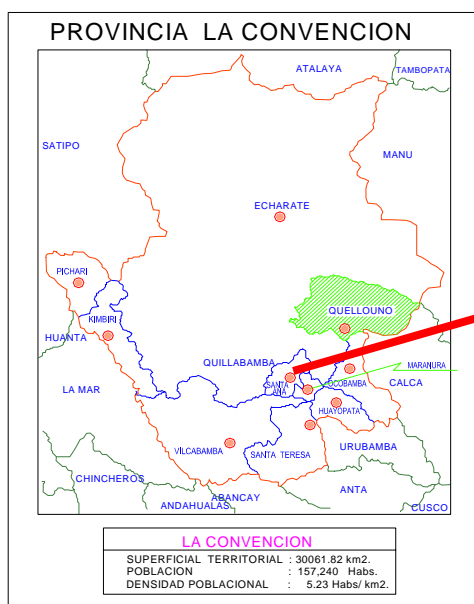 PROVINCIA LA CONVENCION
ATALAYA
TAMBOPATA
SATIPO
MANU
ECHARATE
PICHARI
QUELLOUNO
KIMBIRI
HUANTA
QUILLABAMBA
MARANURA
SANTA
ANA
OCOBAMBA
CALCA
LA MAR
HUAYOPATA
VILCABAMBA
SANTA TERESA
URUBAMBA
CHINCHEROS
ANTA
ABANCAY
ANDAHUALAS
CUSCO
LA CONVENCION
SUPERFICIAL TERRITORIAL : 30061.82 km2.
POBLACION : 157,240 Habs.
DENSIDAD POBLACIONAL : 5.23 Habs/ km2.